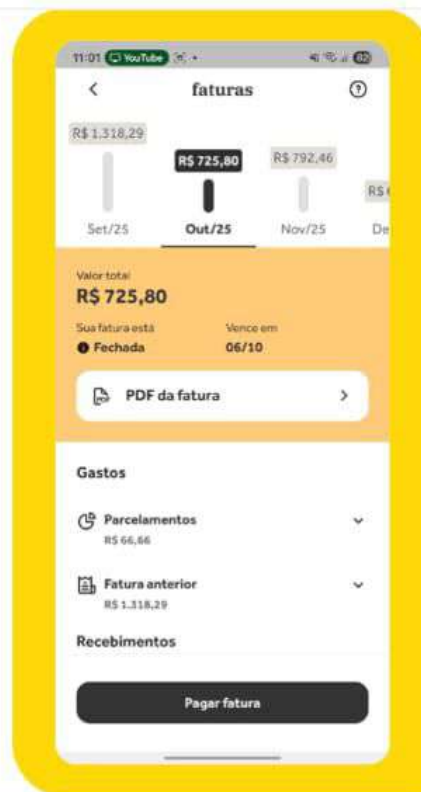 11:01 YouTube
82
faturas
R$ 1.318,29
R$ 725,80
R$ 792,46
R$
Set/25
Out/25
Nov/25
De
Valor total
R$ 725,80
Sua fatura está
Vence em
Fechada
06/10
PDF da fatura
Gastos
Parcelamentos
R$ 66,66
Fatura anterior
R$ 1.318,29
Recebimentos
Pagar fatura